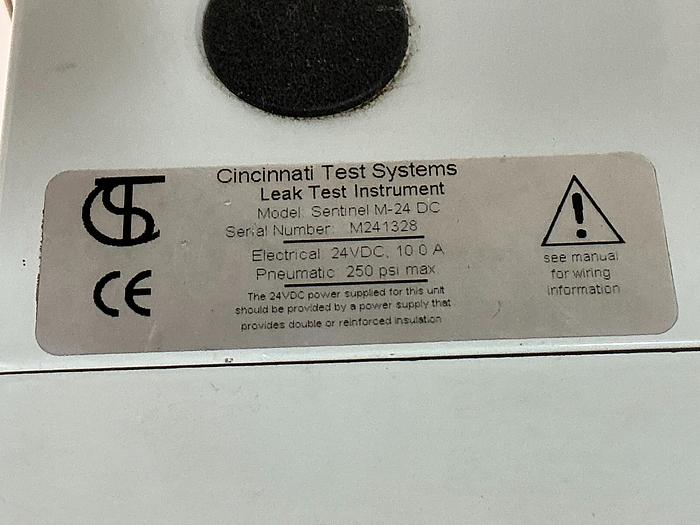 CTS
Cincinnati Test Systems
Leak Test Instrument
Model: Sentinel M-24 DC
Serial Number: M241328
Electrical: 24VDC, 10.0 A
Pneumatic: 250 psi max
The 24VDC power supplied for this unit
should be provided by a power supply that
provides double or reinforced insulation
CE
!
see manual
for wiring
information